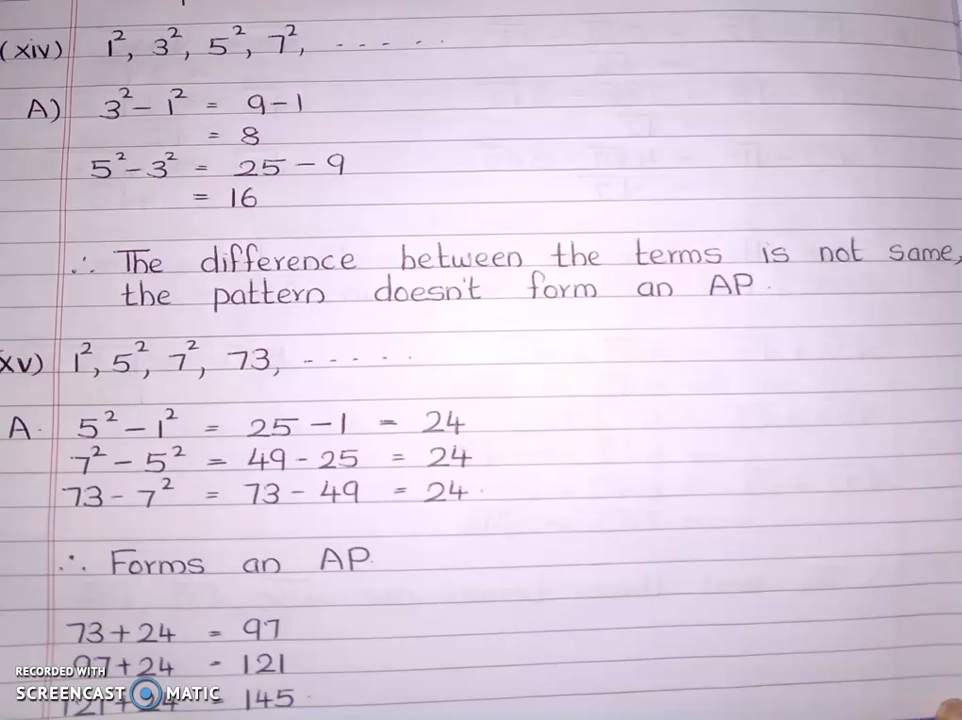 (xiv) 1², 3², 5², 7², - - - - -
A) 3² - 1² = 9 - 1
= 8
5² - 3² = 25 - 9
= 16
∴ The difference between the terms is not same,
the pattern doesn't form an AP.
xv) 1², 5², 7², 73, - - - - -
A. 5² - 1² = 25 - 1 = 24
7² - 5² = 49 - 25 = 24
73 - 7² = 73 - 49 = 24.
∴ Forms an AP.
73 + 24 = 97
97 + 24 = 121
121 + 24 = 145.
RECORDED WITH
SCREENCAST MATIC